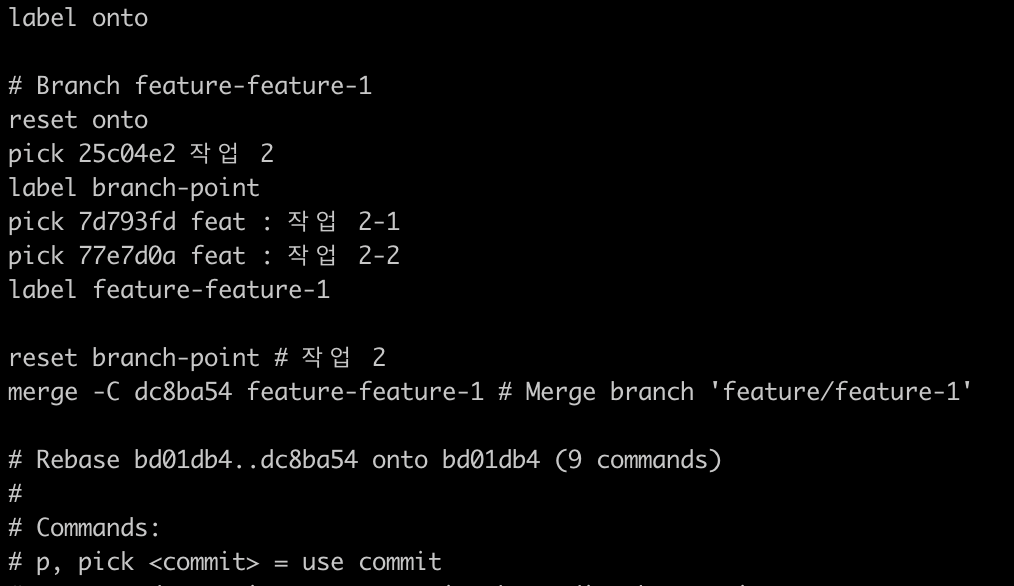 label onto
# Branch feature-feature-1
reset onto
pick 25c04e2 작업 2
label branch-point
pick 7d793fd feat : 작업 2-1
pick 77e7d0a feat : 작업 2-2
label feature-feature-1
reset branch-point # 작업 2
merge -C dc8ba54 feature-feature-1 # Merge branch 'feature/feature-1'
# Rebase bd01db4..dc8ba54 onto bd01db4 (9 commands)
#
# Commands:
# p, pick <commit> = use commit